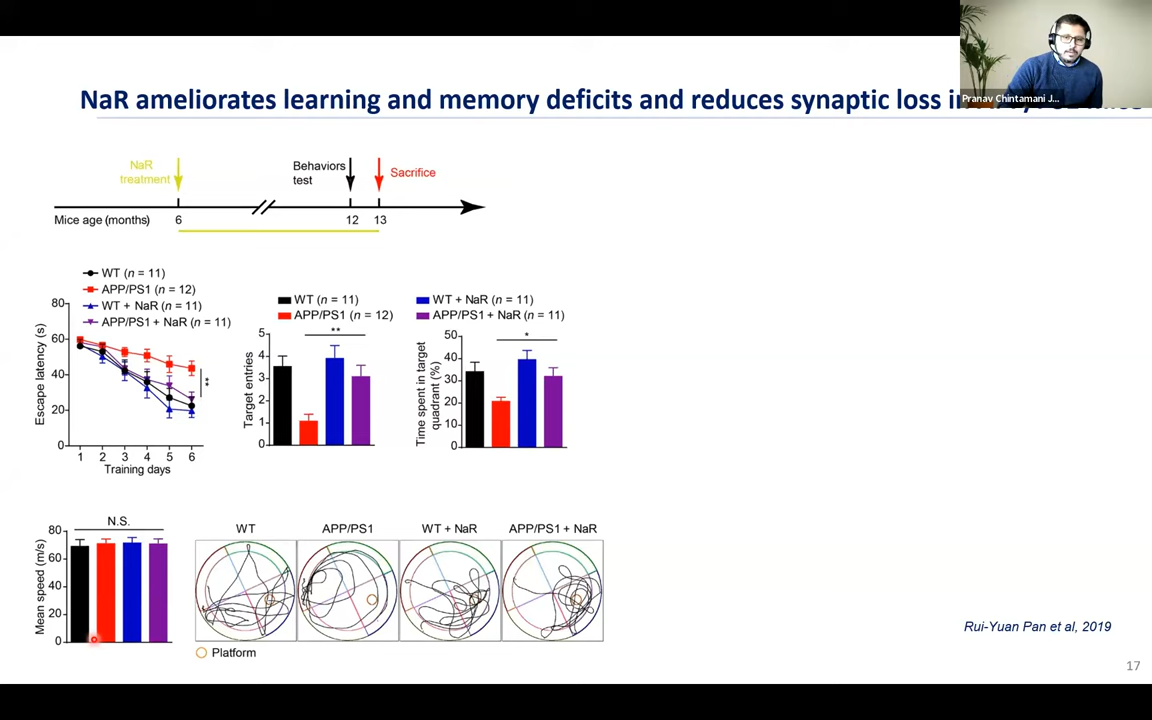 NaR ameliorates learning and memory deficits and reduces synaptic loss in
Pranav Chintamani J...
NaR
treatment
Behaviors
test
Sacrifice
Mice age (months)
6
12
13
WT (n = 11)
APP/PS1 (n = 12)
WT + NaR (n = 11)
APP/PS1 + NaR (n = 11)
Escape latency (s)
80
60
40
20
0
**
1 2 3 4 5 6
Training days
WT (n = 11)
APP/PS1 (n = 12)
WT + NaR (n = 11)
APP/PS1 + NaR (n = 11)
Target entries
5
4
3
2
1
0
**
Time spent in target
quadrant (%)
50
40
30
20
10
0
*
N.S.
Mean speed (m/s)
80
60
40
20
0
WT
APP/PS1
WT + NaR
APP/PS1 + NaR
Platform
Rui-Yuan Pan et al, 2019
17